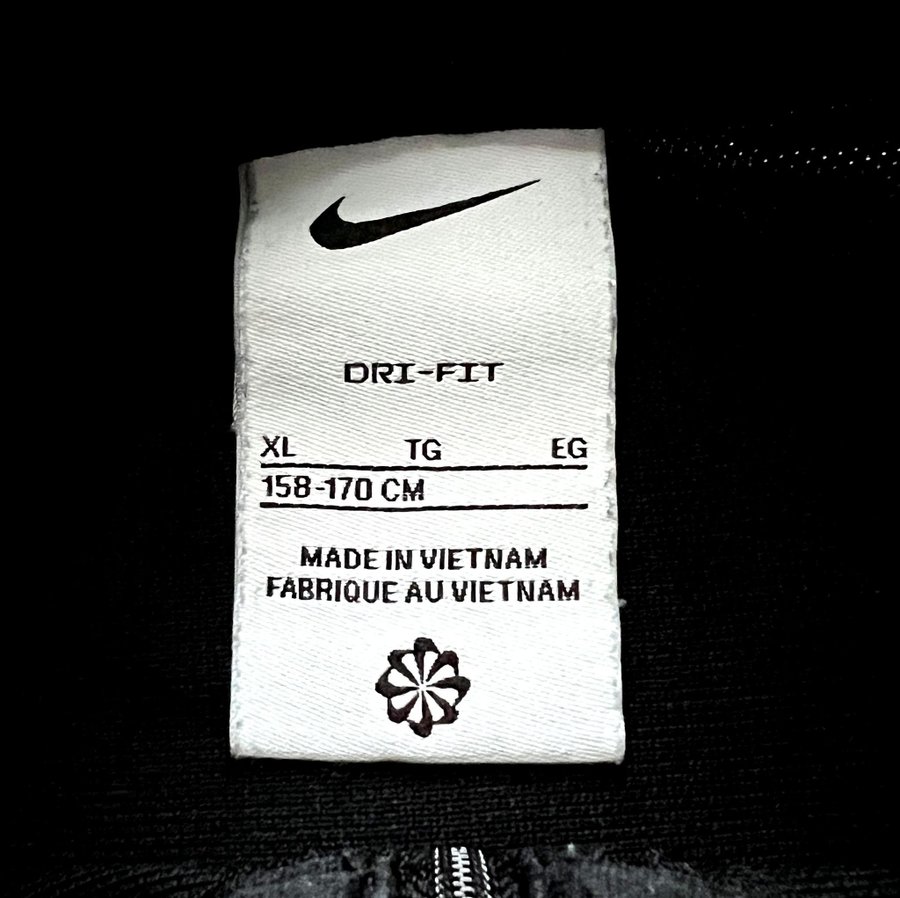 DRI-FIT
XL TG EG
158-170 CM
MADE IN VIETNAM
FABRIQUE AU VIETNAM